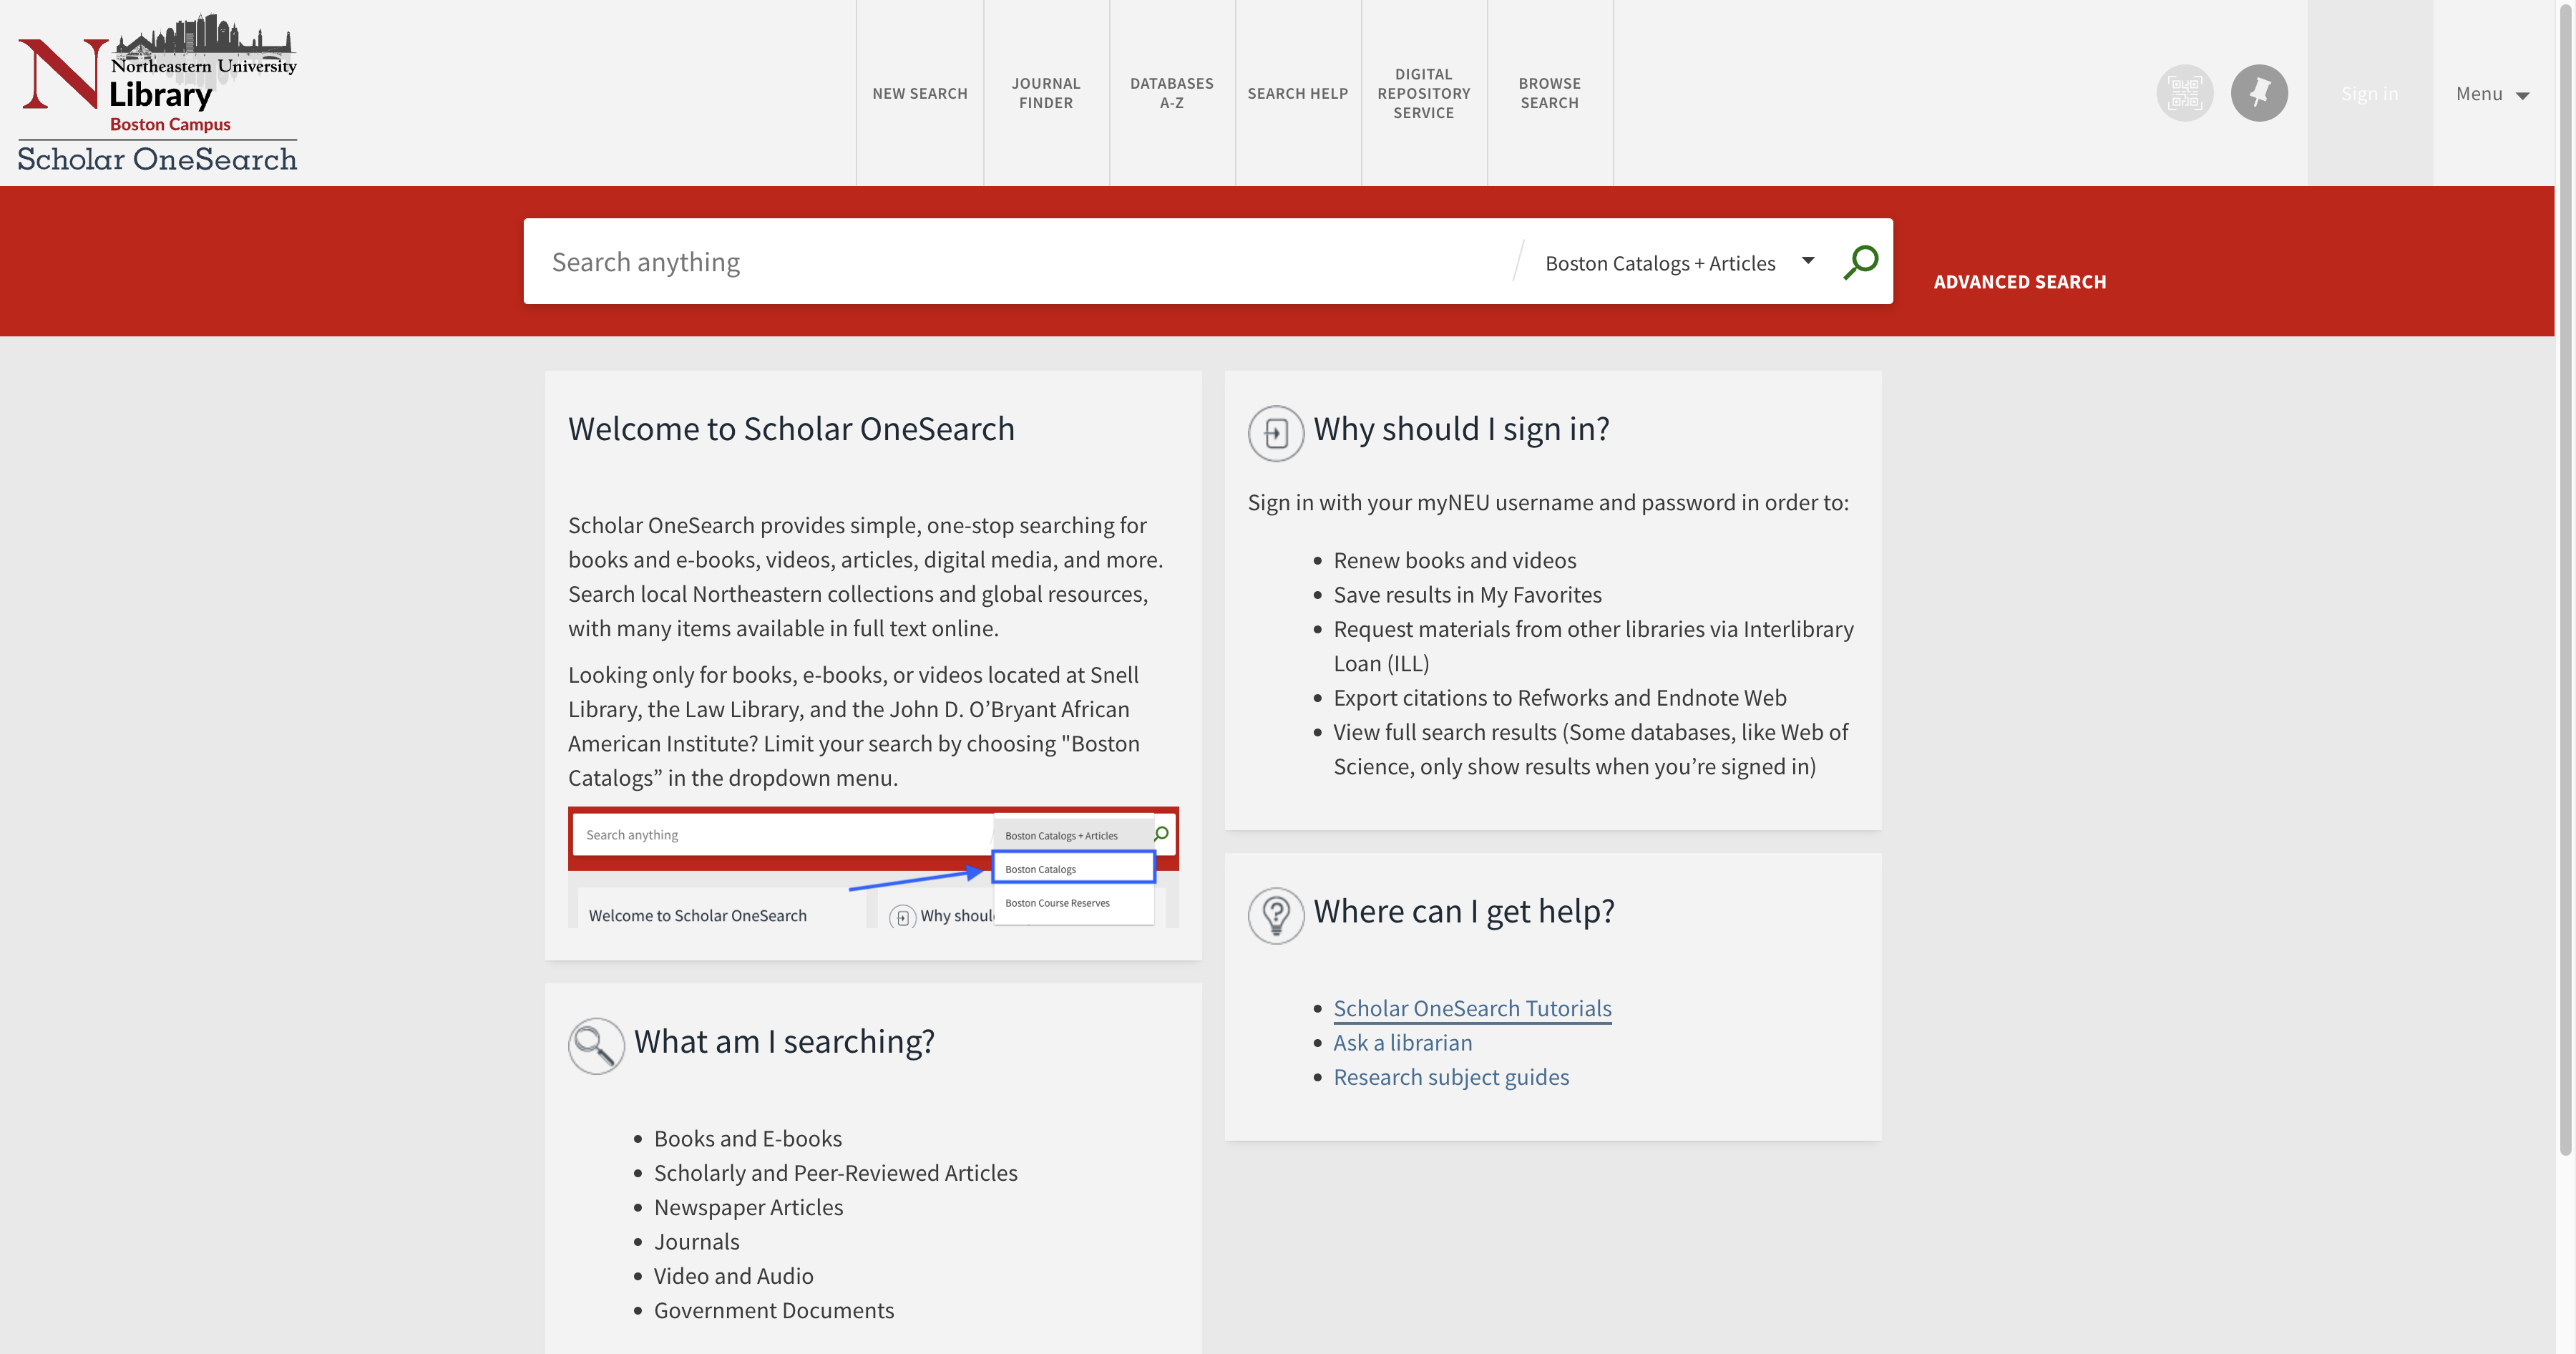 Northeastern University
Library
Boston Campus
Scholar OneSearch
NEW SEARCH
JOURNAL
FINDER
DATABASES
A-Z
SEARCH HELP
DIGITAL
REPOSITORY
SERVICE
BROWSE
SEARCH
Sign in
Menu
Search anything
Boston Catalogs + Articles
ADVANCED SEARCH
Welcome to Scholar OneSearch
Scholar OneSearch provides simple, one-stop searching for
books and e-books, videos, articles, digital media, and more.
Search local Northeastern collections and global resources,
with many items available in full text online.
Looking only for books, e-books, or videos located at Snell
Library, the Law Library, and the John D. O’Bryant African
American Institute? Limit your search by choosing "Boston
Catalogs” in the dropdown menu.
Search anything
Boston Catalogs + Articles
Boston Catalogs
Boston Course Reserves
Welcome to Scholar OneSearch
Why shoul
What am I searching?
Books and E-books
Scholarly and Peer-Reviewed Articles
Newspaper Articles
Journals
Video and Audio
Government Documents
Why should I sign in?
Sign in with your myNEU username and password in order to:
Renew books and videos
Save results in My Favorites
Request materials from other libraries via Interlibrary
Loan (ILL)
Export citations to Refworks and Endnote Web
View full search results (Some databases, like Web of
Science, only show results when you’re signed in)
Where can I get help?
Scholar OneSearch Tutorials
Ask a librarian
Research subject guides